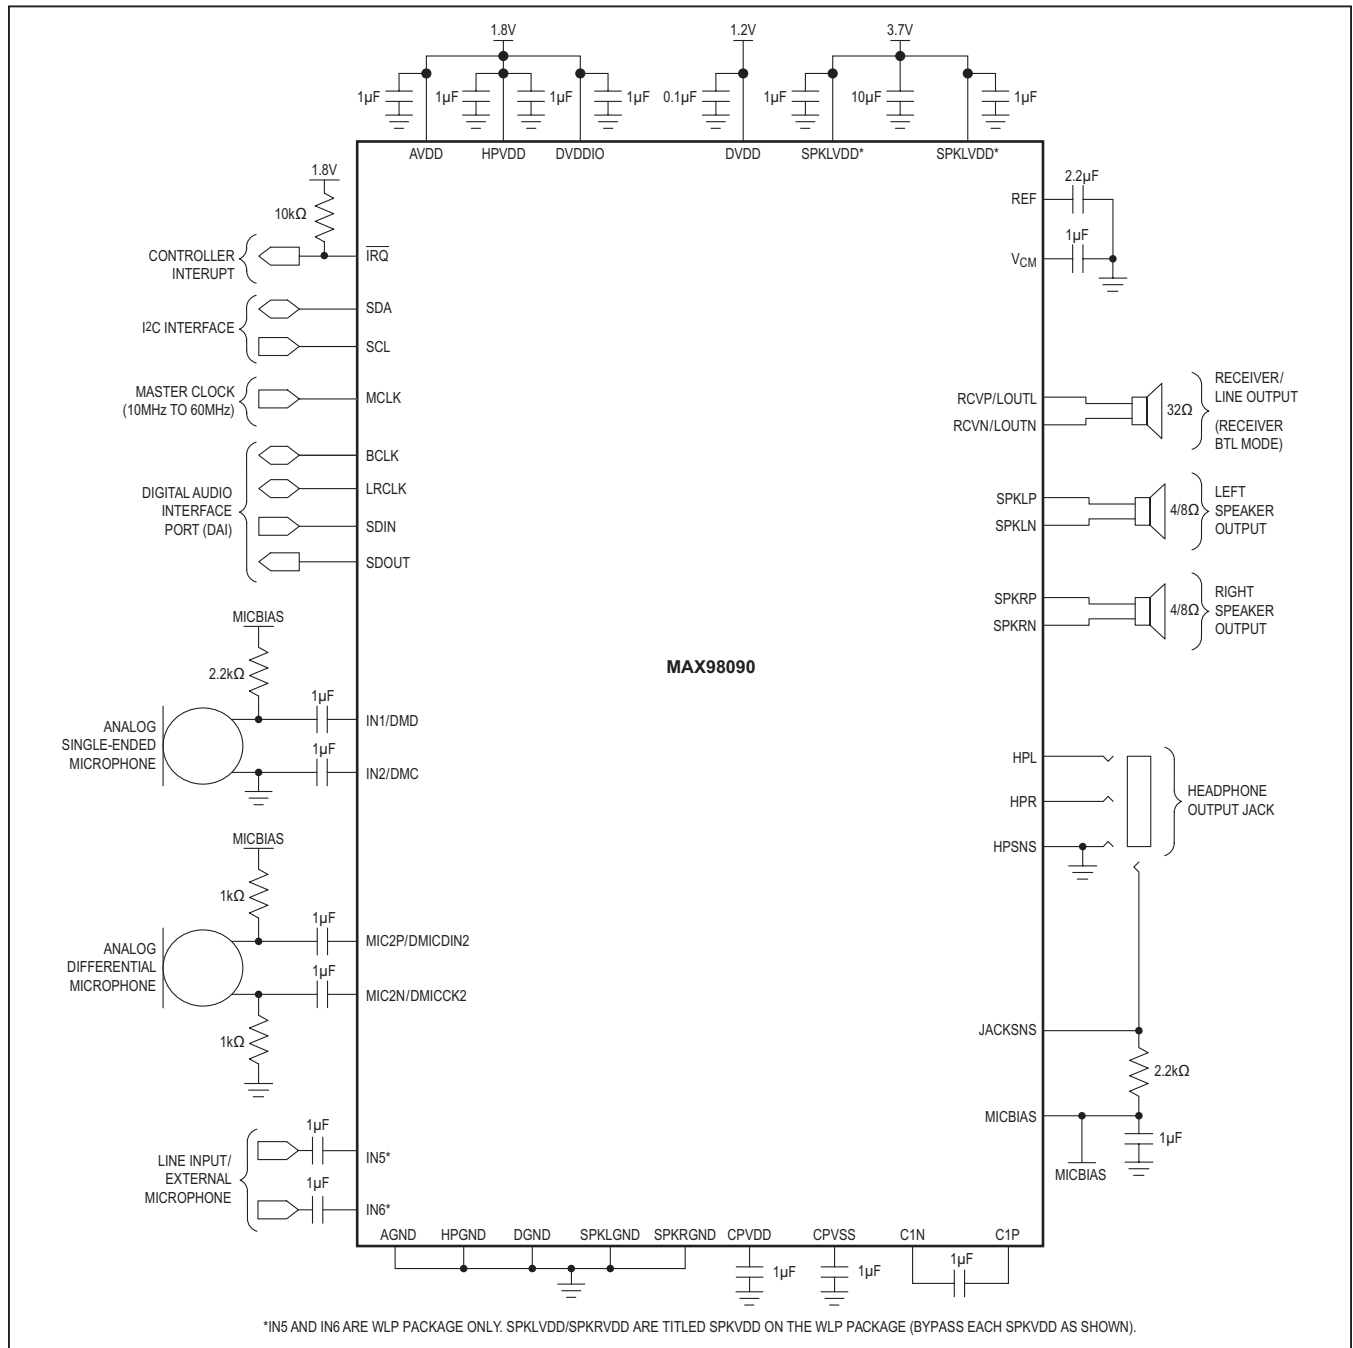 1.8V
1.2V
3.7V
1µF
1µF
1µF
1µF
0.1µF
1µF
10µF
1µF
AVDD
HPVDD
DVDDIO
DVDD
SPKLVDD*
SPKLVDD*
1.8V
10kΩ
CONTROLLER
INTERUPT
IRQ
I2C INTERFACE
SDA
SCL
MASTER CLOCK
(10MHz TO 60MHz)
MCLK
DIGITAL AUDIO
INTERFACE
PORT (DAI)
BCLK
LRCLK
SDIN
SDOUT
MICBIAS
2.2kΩ
1µF
ANALOG
SINGLE-ENDED
MICROPHONE
IN1/DMD
1µF
IN2/DMC
MICBIAS
1kΩ
1µF
ANALOG
DIFFERENTIAL
MICROPHONE
MIC2P/DMICDIN2
1µF
MIC2N/DMICCK2
1kΩ
LINE INPUT/
EXTERNAL
MICROPHONE
1µF
IN5*
1µF
IN6*
MAX98090
REF
2.2µF
VCM
1µF
RCVP/LOUTL
RCVN/LOUTN
32Ω
RECEIVER/
LINE OUTPUT
(RECEIVER
BTL MODE)
SPKLP
SPKLN
4/8Ω
LEFT
SPEAKER
OUTPUT
SPKRP
SPKRN
4/8Ω
RIGHT
SPEAKER
OUTPUT
HPL
HPR
HPSNS
HEADPHONE
OUTPUT JACK
JACKSNS
2.2kΩ
MICBIAS
1µF
MICBIAS
AGND
HPGND
DGND
SPKLGND
SPKRGND
CPVDD
CPVSS
C1N
C1P
1µF
1µF
1µF
*IN5 AND IN6 ARE WLP PACKAGE ONLY. SPKLVDD/SPKRVDD ARE TITLED SPKVDD ON THE WLP PACKAGE (BYPASS EACH SPKVDD AS SHOWN).